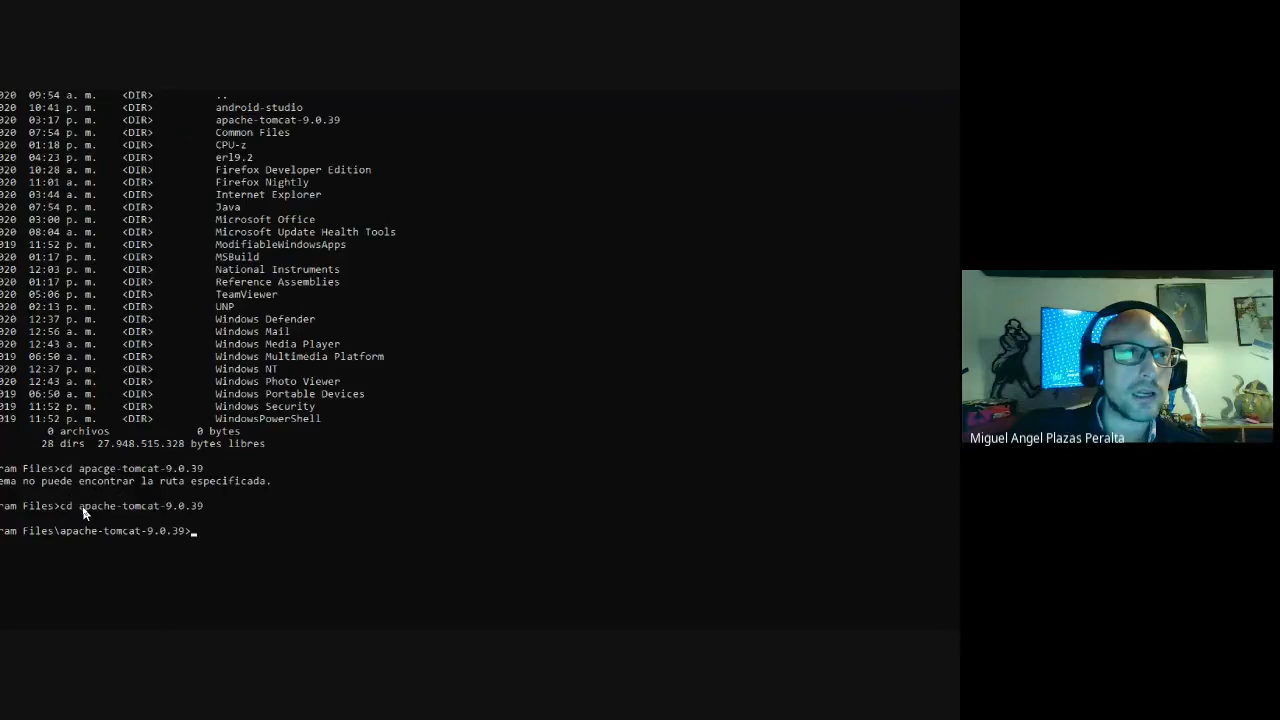 020 09:54 a. m. <DIR> ..
020 10:41 p. m. <DIR> android-studio
020 03:17 p. m. <DIR> apache-tomcat-9.0.39
020 07:54 p. m. <DIR> Common Files
020 01:18 p. m. <DIR> CPU-z
020 04:23 p. m. <DIR> erl9.2
020 10:28 a. m. <DIR> Firefox Developer Edition
020 11:01 a. m. <DIR> Firefox Nightly
020 03:44 a. m. <DIR> Internet Explorer
020 07:54 p. m. <DIR> Java
020 03:00 p. m. <DIR> Microsoft Office
020 08:04 a. m. <DIR> Microsoft Update Health Tools
019 11:52 p. m. <DIR> ModifiableWindowsApps
020 01:17 p. m. <DIR> MSBuild
020 12:03 p. m. <DIR> National Instruments
020 01:17 p. m. <DIR> Reference Assemblies
020 05:06 p. m. <DIR> TeamViewer
020 02:13 p. m. <DIR> UNP
020 12:37 p. m. <DIR> Windows Defender
020 12:56 a. m. <DIR> Windows Mail
020 12:43 a. m. <DIR> Windows Media Player
019 06:50 a. m. <DIR> Windows Multimedia Platform
020 12:37 p. m. <DIR> Windows NT
020 12:43 a. m. <DIR> Windows Photo Viewer
019 06:50 a. m. <DIR> Windows Portable Devices
019 11:52 p. m. <DIR> Windows Security
019 11:52 p. m. <DIR> WindowsPowerShell
0 archivos 0 bytes
28 dirs 27.948.515.328 bytes libres
ram Files>cd apacge-tomcat-9.0.39
ema no puede encontrar la ruta especificada.
ram Files>cd apache-tomcat-9.0.39
ram Files\apache-tomcat-9.0.39>
Miguel Angel Plazas Peralta